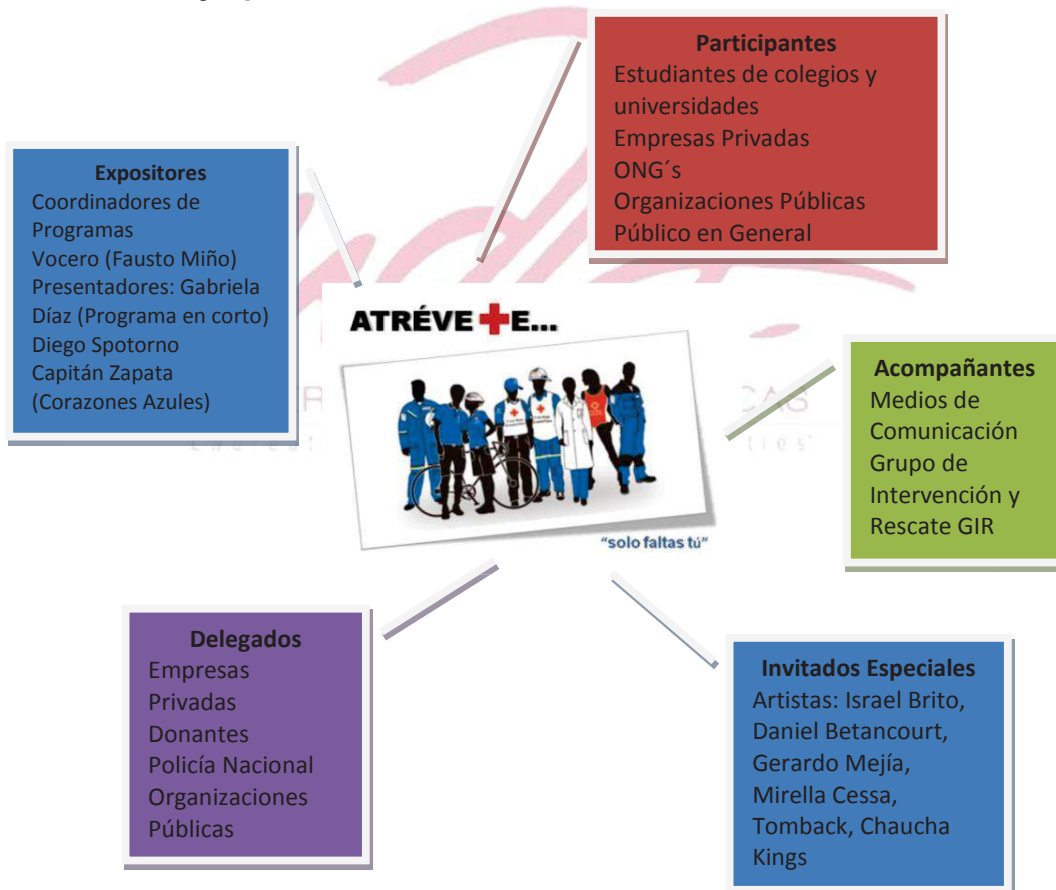 Participantes
Estudiantes de colegios y
universidades
Empresas Privadas
ONG´s
Organizaciones Públicas
Público en General
Expositores
Coordinadores de
Programas
Vocero (Fausto Miño)
Presentadores: Gabriela
Díaz (Programa en corto)
Diego Spotorno
Capitán Zapata
(Corazones Azules)
ATRÉVE+E...
"solo faltas tú"
Acompañantes
Medios de
Comunicación
Grupo de
Intervención y
Rescate GIR
Delegados
Empresas
Privadas
Donantes
Policía Nacional
Organizaciones
Públicas
Invitados Especiales
Artistas: Israel Brito,
Daniel Betancourt,
Gerardo Mejía,
Mirella Cessa,
Tomback, Chaucha
Kings